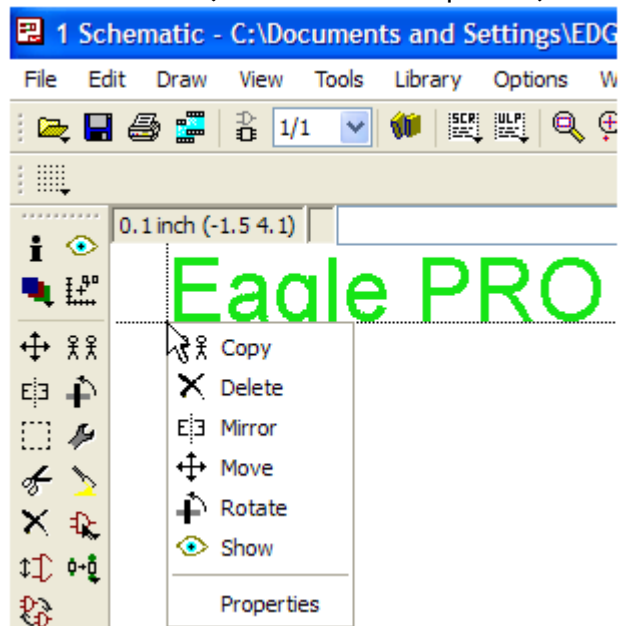 1 Schematic - C:\Documents and Settings\EDG
File Edit Draw View Tools Library Options W
1/1 SCR ULP
0.1 inch (-1.5 4.1)
Eagle PRO
Copy
Delete
Mirror
Move
Rotate
Show
Properties